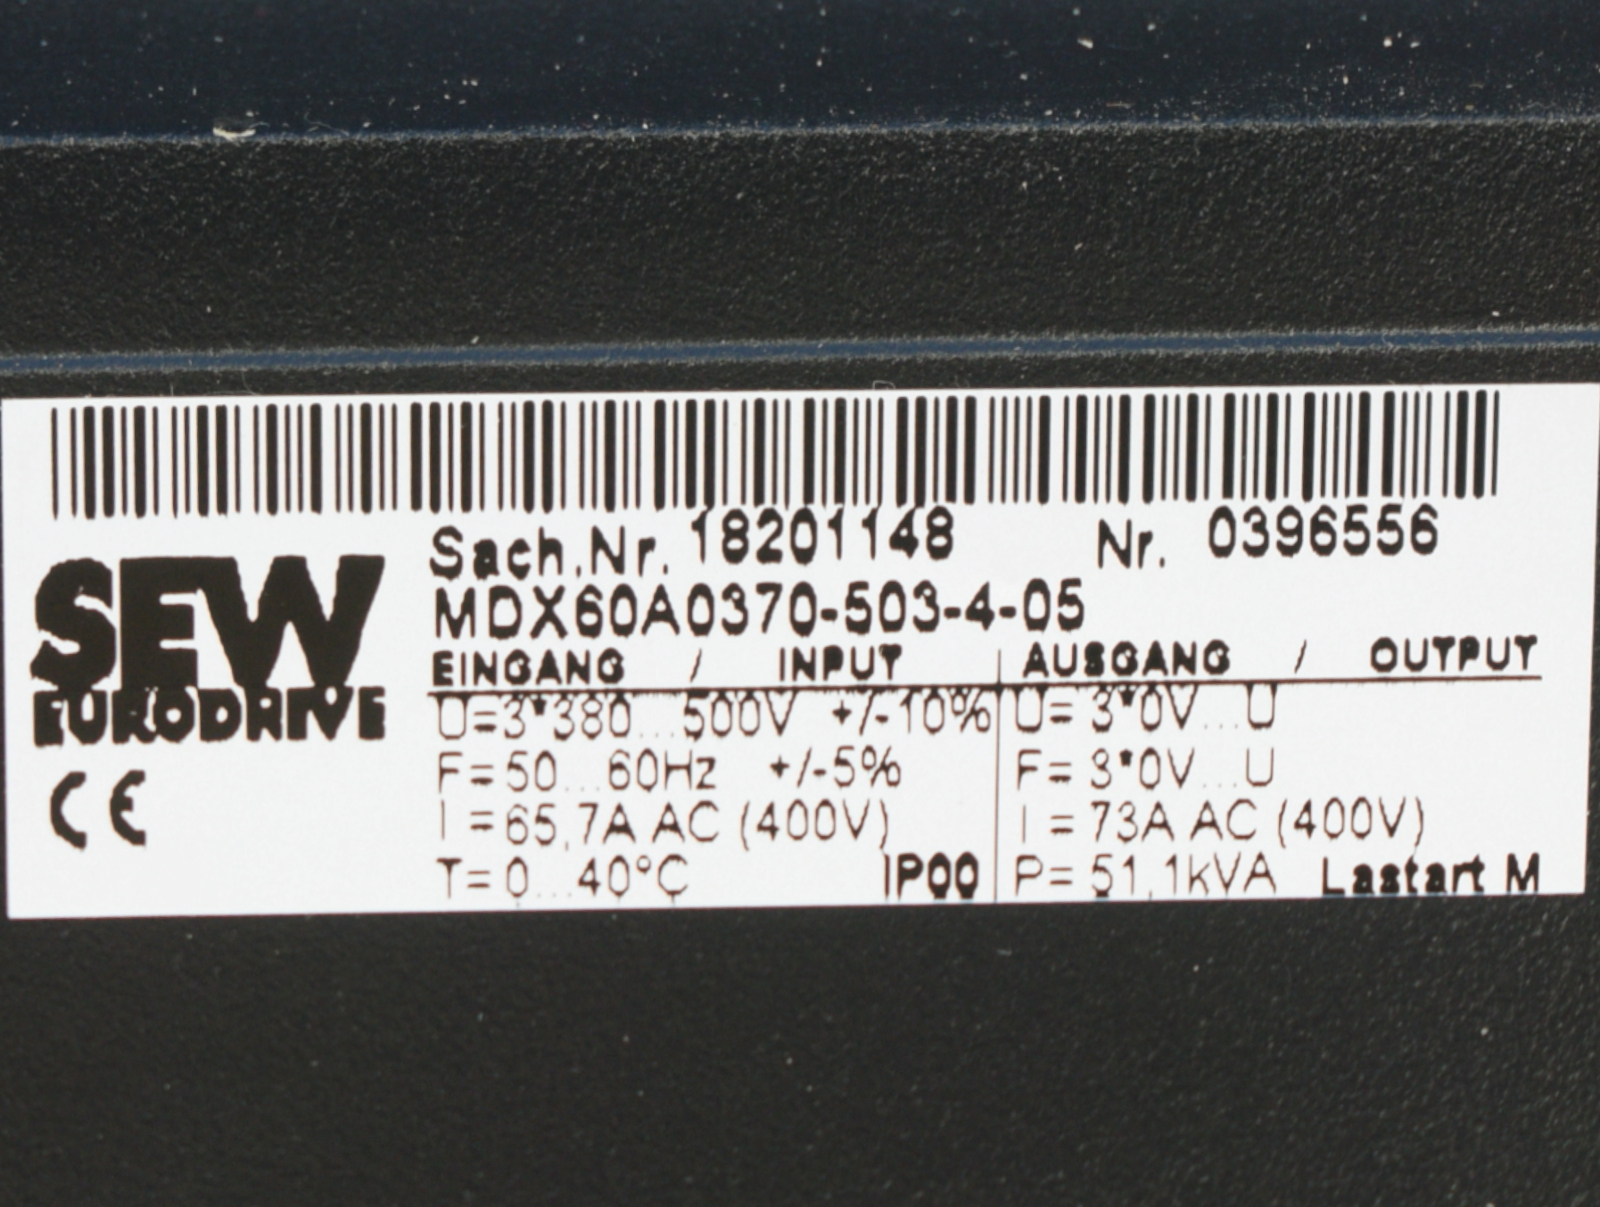 Sach.Nr. 18201148 Nr. 0396556
SEW
EURODRIVE
CE
MDX60A0370-503-4-05
EINGANG / INPUT AUSGANG / OUTPUT
U=3*380...500V +/-10% U= 3*0V...U
F=50...60Hz +/-5% F= 3*0V...U
I =65,7A AC (400V) I = 73A AC (400V)
T= 0...40°C IP00 P= 51,1kVA Lastart M